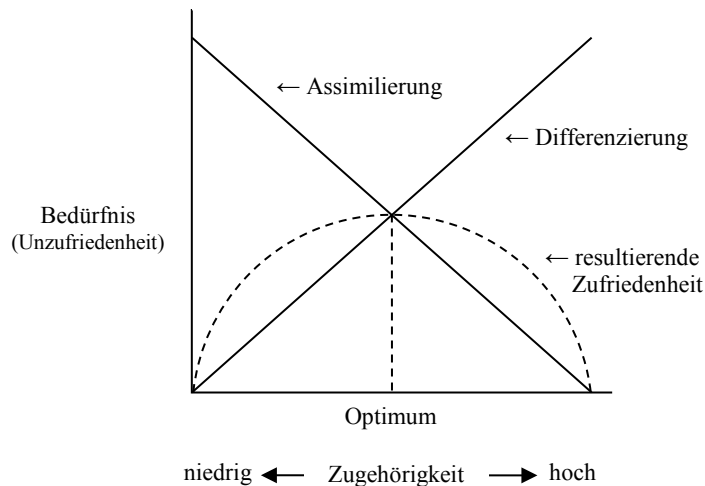 ← Assimilierung
← Differenzierung
Bedürfnis
(Unzufriedenheit)
← resultierende
Zufriedenheit
Optimum
niedrig ← Zugehörigkeit → hoch